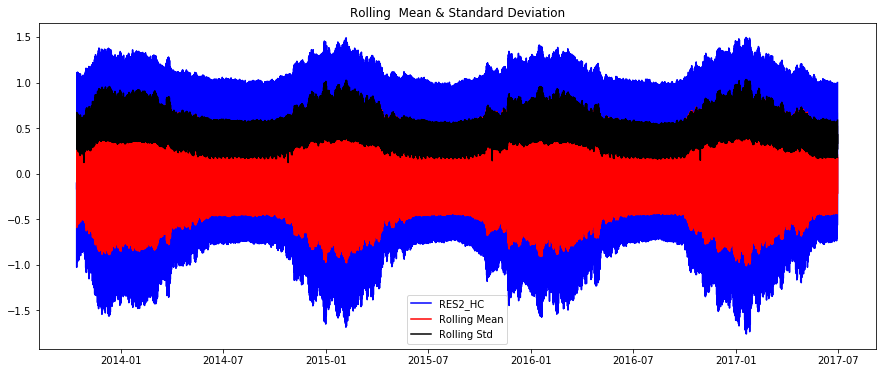 Rolling  Mean & Standard Deviation
1.5
1.0
0.5
0.0
−0.5
−1.0
−1.5
RES2_HC
Rolling Mean
Rolling Std
2014-01 2014-07 2015-01 2015-07 2016-01 2016-07 2017-01 2017-07